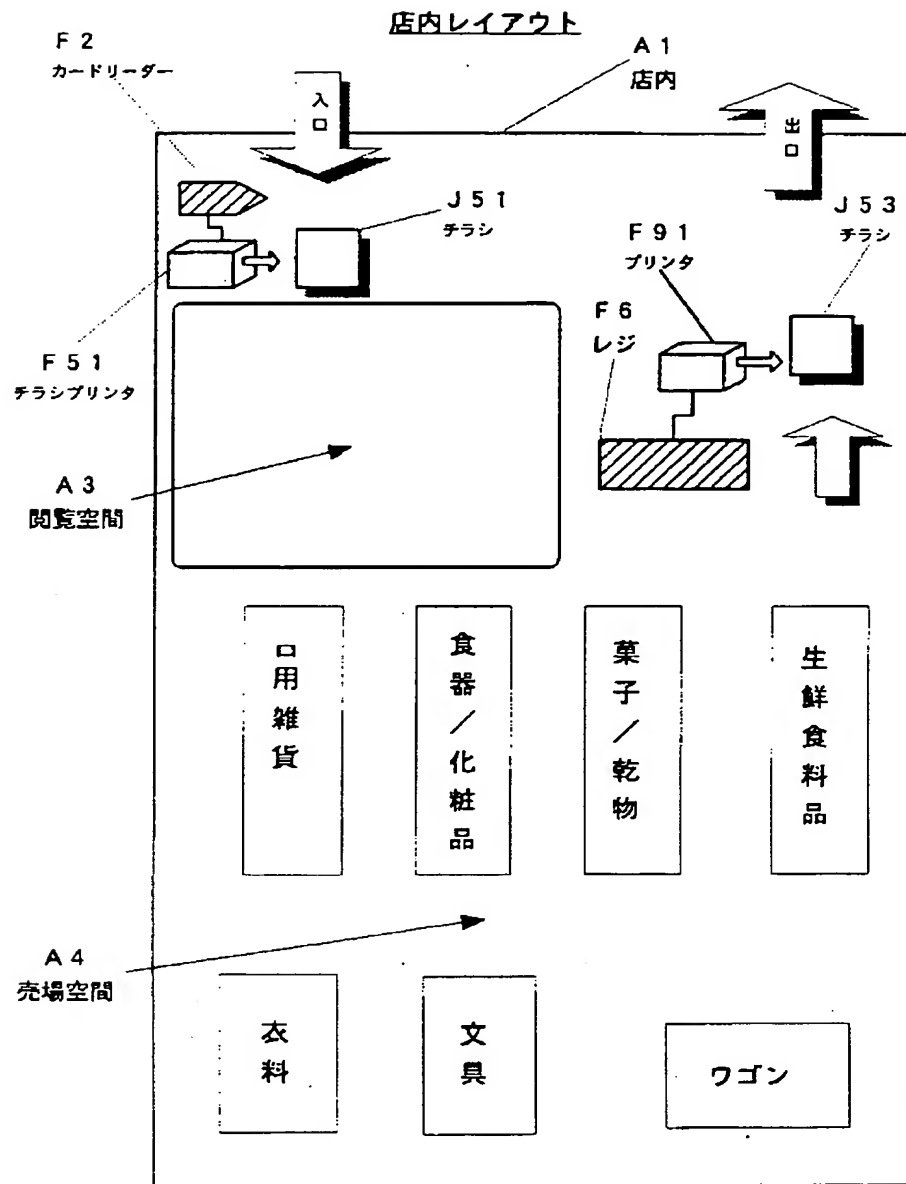 店内レイアウト
F2
カードリーダー
入口
A1
店内
出口
J51
チラシ
F91
プリンタ
J53
チラシ
F6
レジ
F51
チラシプリンタ
A3
閲覧空間
日用雑貨
食器/化粧品
菓子/乾物
生鮮食料品
A4
売場空間
衣料
文具
ワゴン